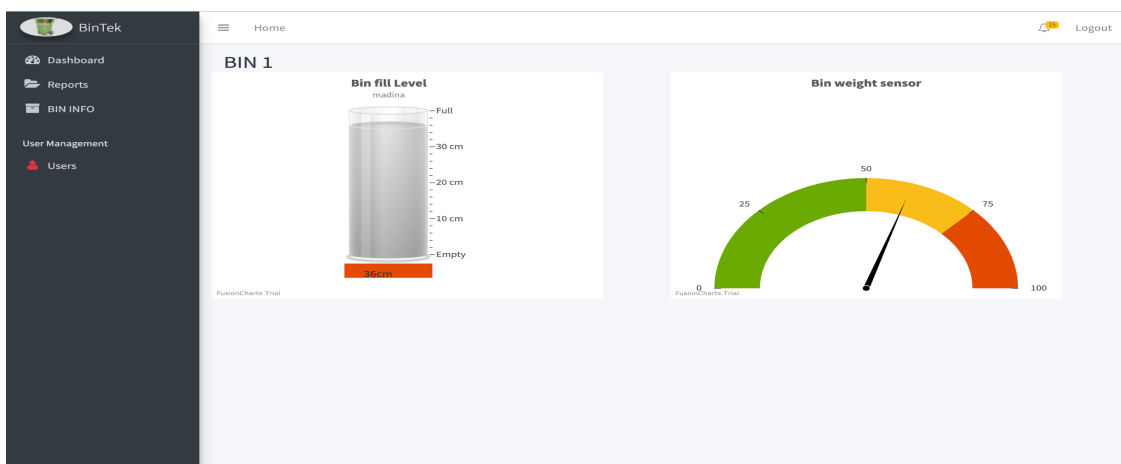 BinTek
Home
15
Logout
Dashboard
Reports
BIN INFO
User Management
Users
BIN 1
Bin fill Level
madina
Full
30 cm
20 cm
10 cm
Empty
36cm
FusionCharts Trial
Bin weight sensor
0
25
50
75
100
FusionCharts Trial